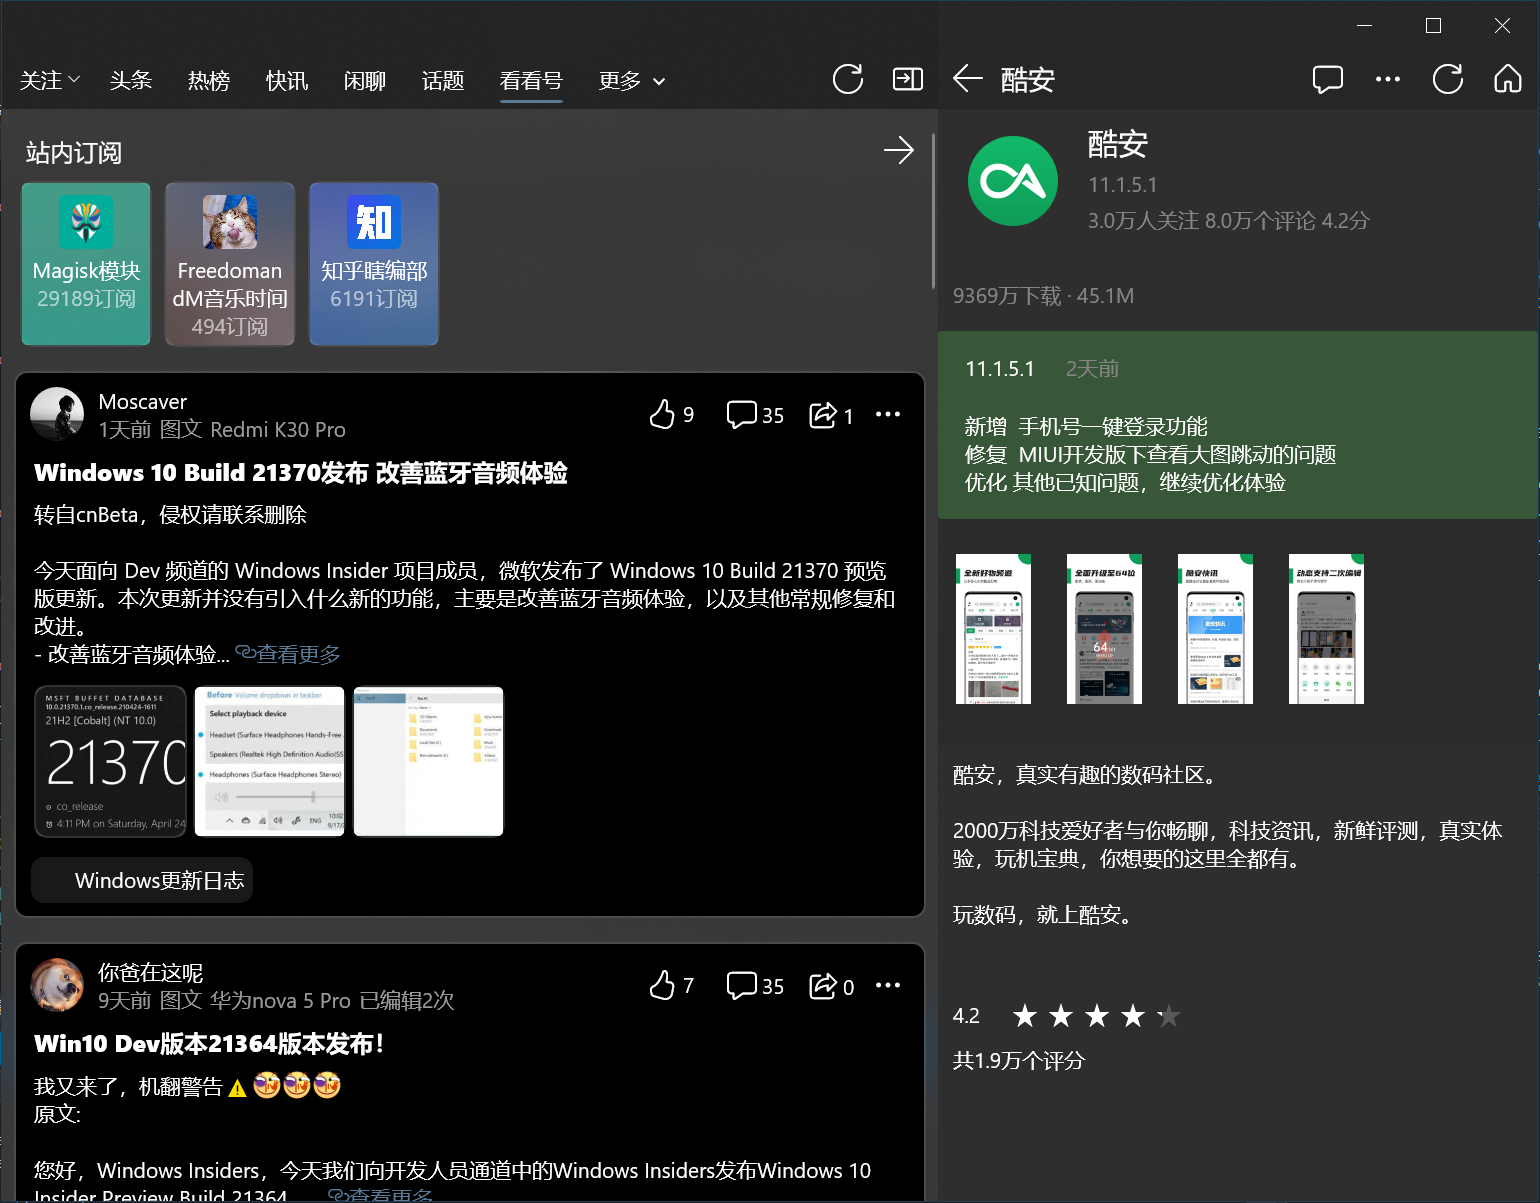 关注 头条 热榜 快讯 闲聊 话题 看看号 更多
站内订阅
Magisk模块
29189订阅
Freedoman
dM音乐时间
494订阅
知
知乎瞎编部
6191订阅
Moscaver
1天前 图文 Redmi K30 Pro
9 35 1
Windows 10 Build 21370发布 改善蓝牙音频体验
转自cnBeta，侵权请联系删除
今天面向 Dev 频道的 Windows Insider 项目成员，微软发布了 Windows 10 Build 21370 预览
版更新。本次更新并没有引入什么新的功能，主要是改善蓝牙音频体验，以及其他常规修复和
改进。
- 改善蓝牙音频体验... 查看更多
MSFT BUFFET DATABASE
10.0.21370.1.co_release.210424-1611
21H2 [Cobalt] (NT 10.0)
21370
co_release
4:11 PM on Saturday, April 24
Before Volume dropdown in taskbar
Select playback device
Headset (Surface Headphones Hands-Free
Speakers (Realtek High Definition Audio(SS
Headphones (Surface Headphones Stereo)
ENG
10:02
9/17/
Windows更新日志
你爸在这呢
9天前 图文 华为nova 5 Pro 已编辑2次
7 35 0
Win10 Dev版本21364版本发布！
我又来了，机翻警告
原文:
您好，Windows Insiders，今天我们向开发人员通道中的Windows Insiders发布Windows 10
Insider Preview Build 21364 查看更多
酷安
酷安
11.1.5.1
3.0万人关注 8.0万个评论 4.2分
9369万下载 · 45.1M
11.1.5.1 2天前
新增 手机号一键登录功能
修复 MIUI开发版下查看大图跳动的问题
优化 其他已知问题，继续优化体验
全新好物频道
全面升级至64位
64
酷安快讯
动态支持二次编辑
酷安，真实有趣的数码社区。
2000万科技爱好者与你畅聊，科技资讯，新鲜评测，真实体
验，玩机宝典，你想要的这里全都有。
玩数码，就上酷安。
4.2
共1.9万个评分